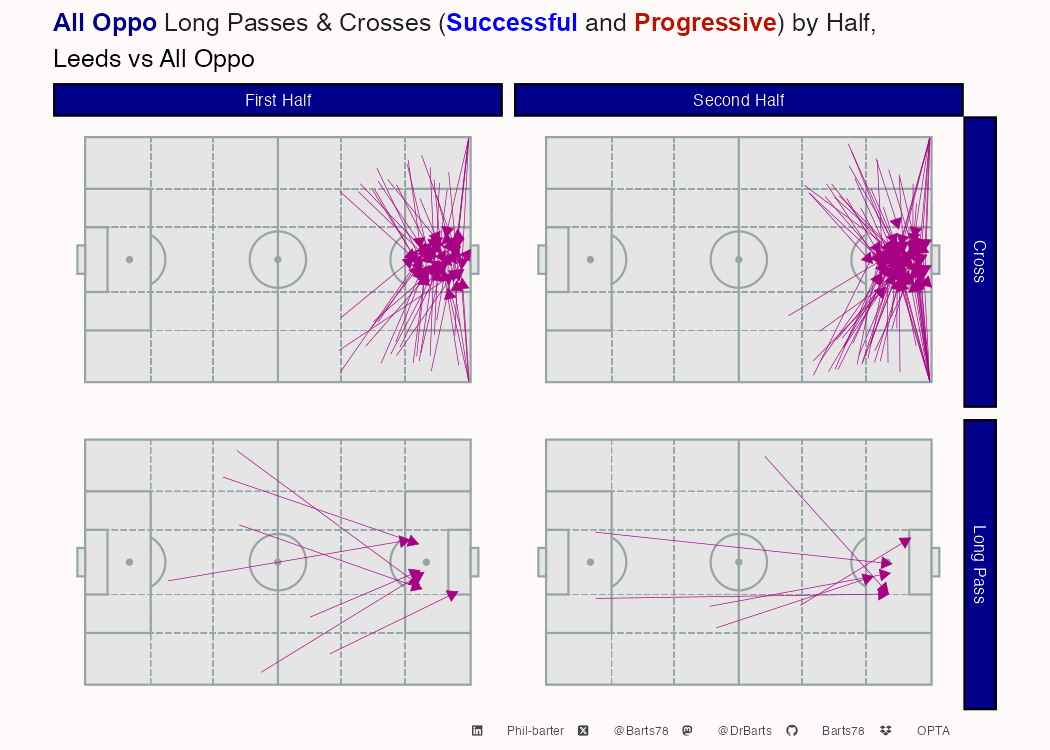 All Oppo Long Passes & Crosses (Successful and Progressive) by Half,
Leeds vs All Oppo
First Half
Second Half
Cross
Long Pass
Phil-barter @Barts78 @DrBarts Barts78 OPTA